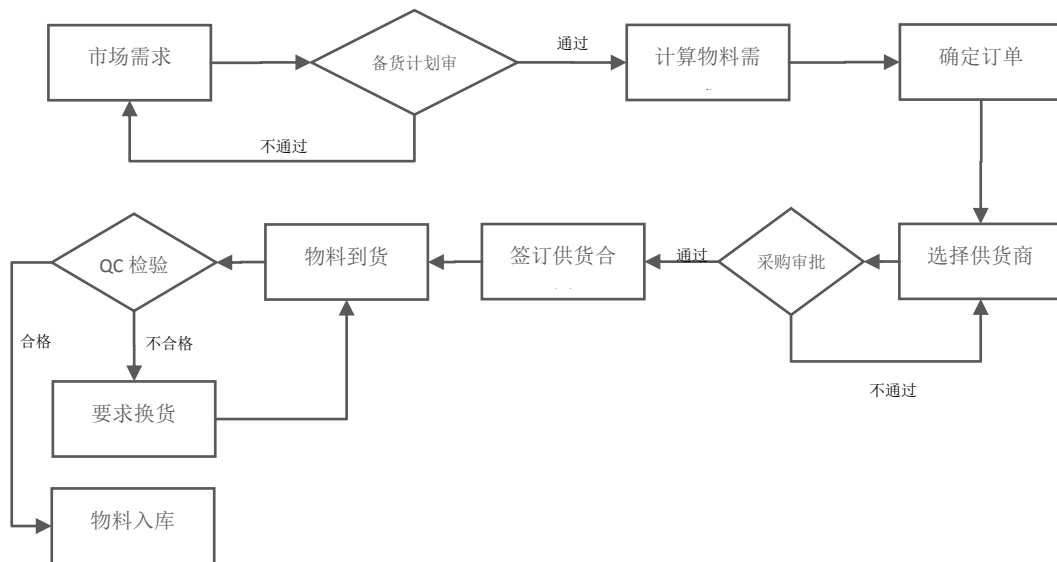 市场需求
备货计划审
通过
计算物料需
确定订单
不通过
QC 检验
物料到货
签订供货合
通过
采购审批
选择供货商
合格
不合格
不通过
要求换货
物料入库